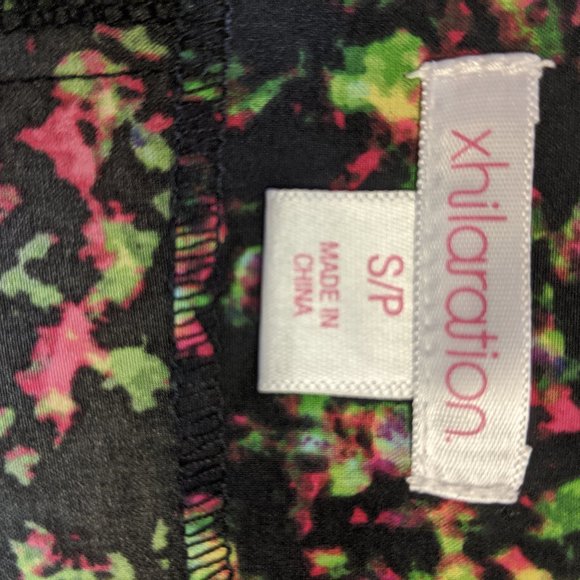 xhilaration.
S/P
MADE IN
CHINA